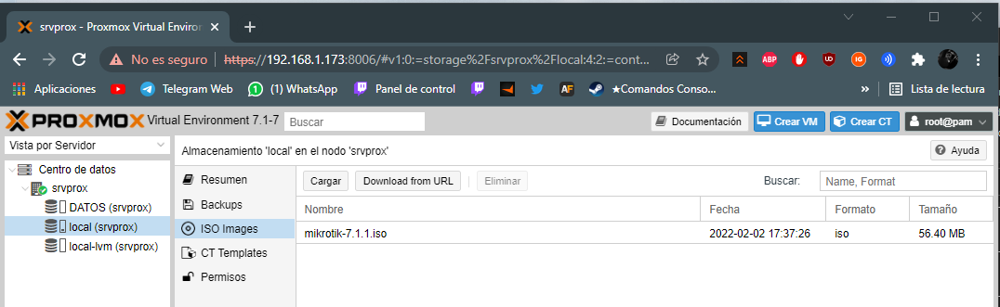 srvprox - Proxmox Virtual Environ
No es seguro https://192.168.1.173:8006/#v1:0:=storage%2Fsrvprox%2Flocal:4:2:=cont...
Aplicaciones Telegram Web (1) WhatsApp Panel de control ★Comandos Conso... » Lista de lectura
PROXMOX Virtual Environment 7.1-7 Buscar Documentación Crear VM Crear CT root@pam
Vista por Servidor
Almacenamiento 'local' en el nodo 'srvprox' Ayuda
Centro de datos
srvprox
DATOS (srvprox)
local (srvprox)
local-lvm (srvprox)
Resumen
Backups
ISO Images
CT Templates
Permisos
Cargar Download from URL Eliminar Buscar: Name, Format
Nombre Fecha Formato Tamaño
mikrotik-7.1.1.iso 2022-02-02 17:37:26 iso 56.40 MB